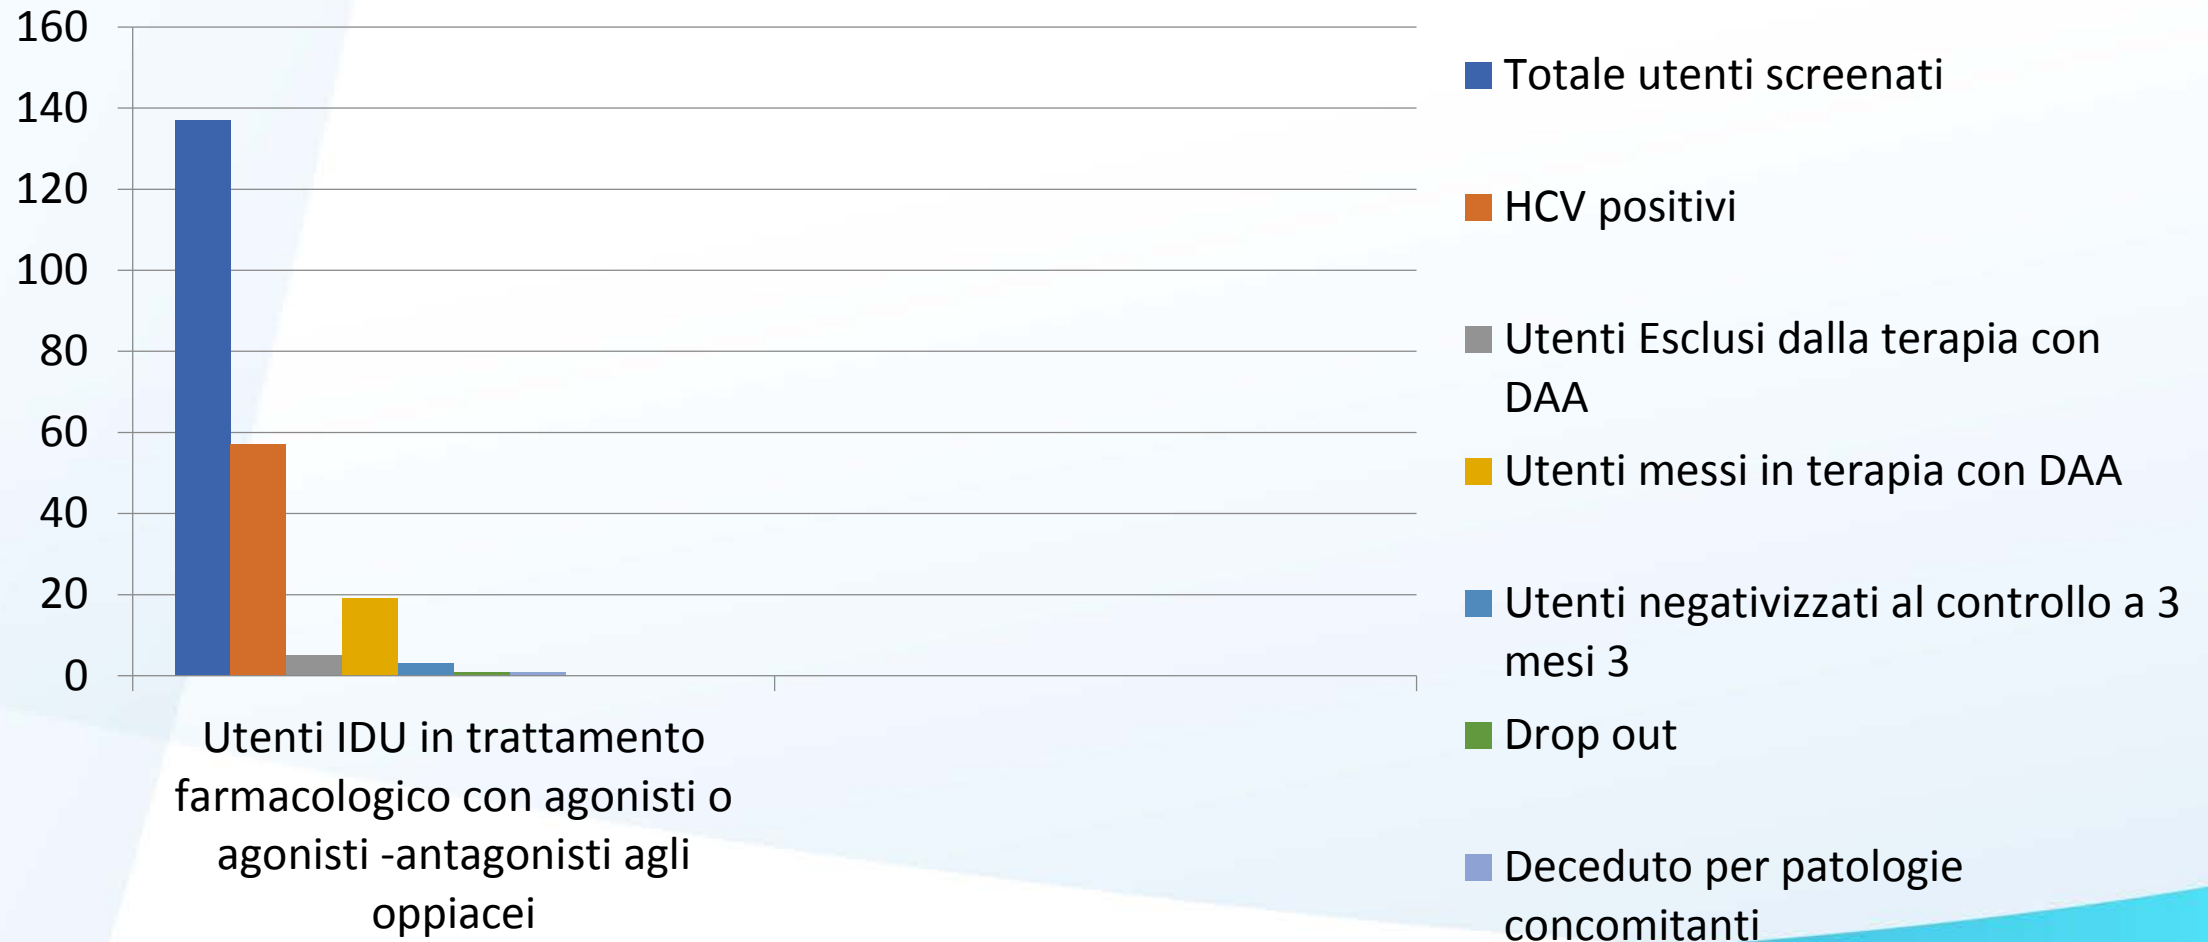 160
140
120
100
80
60
40
20
0
Utenti IDU in trattamento
farmacologico con agonisti o
agonisti -antagonisti agli
oppiacei
Totale utenti screenati
HCV positivi
Utenti Esclusi dalla terapia con
DAA
Utenti messi in terapia con DAA
Utenti negativizzati al controllo a 3
mesi 3
Drop out
Deceduto per patologie
concomitanti